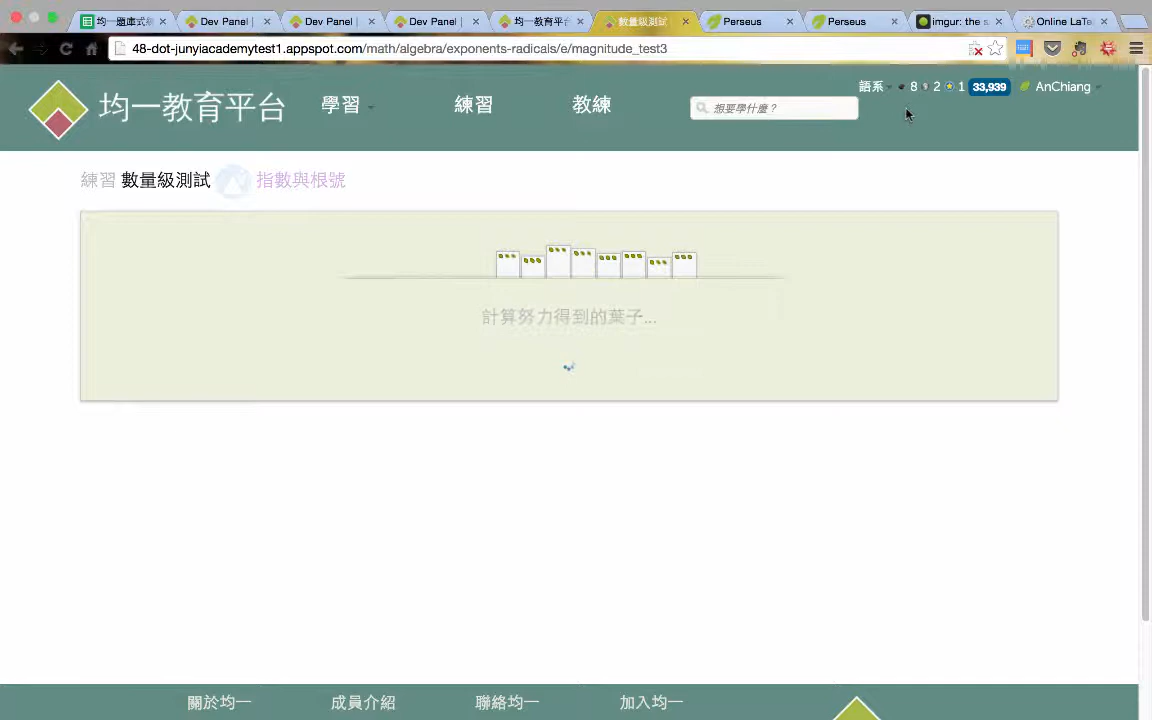 均一題庫式
Dev Panel |
Dev Panel |
Dev Panel |
均一教育平台
數量級測試
Perseus
Perseus
imgur: the s
Online LaTe
48-dot-junyiacademytest1.appspot.com/math/algebra/exponents-radicals/e/magnitude_test3
均一教育平台
學習
練習
教練
想要學什麼？
語系
8
2
1
33,939
AnChiang
練習 數量級測試 指數與根號
計算努力得到的葉子...
關於均一
成員介紹
聯絡均一
加入均一